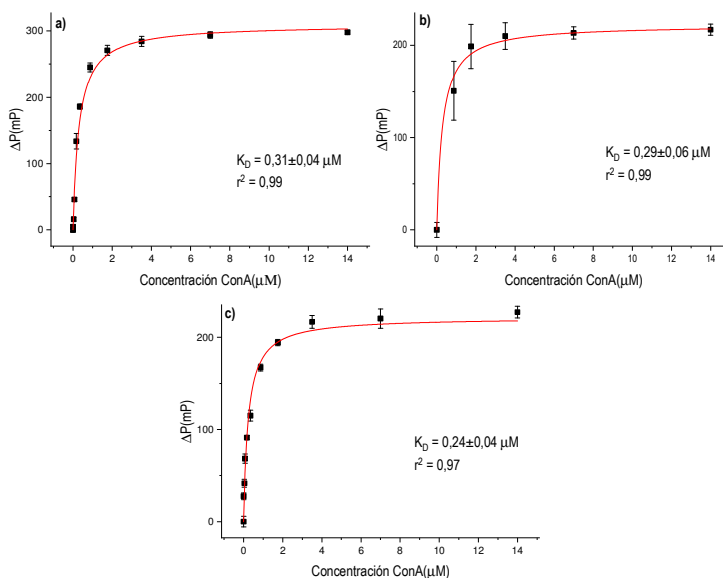 a)
300
200
100
0
ΔP(mP)
K_D = 0,31±0,04 μM
r² = 0,99
0 2 4 6 8 10 12 14
Concentración ConA(μM)
b)
200
100
0
ΔP(mP)
K_D = 0,29±0,06 μM
r² = 0,99
0 2 4 6 8 10 12 14
Concentración ConA(μM)
c)
200
100
0
ΔP(mP)
K_D = 0,24±0,04 μM
r² = 0,97
0 2 4 6 8 10 12 14
Concentración ConA(μM)